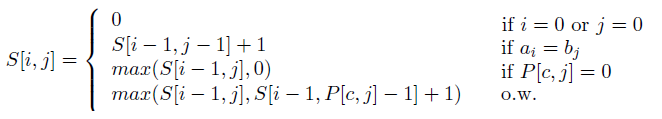 S[i, j] = { 0 if i = 0 or j = 0
S[i − 1, j − 1] + 1 if a_i = b_j
max(S[i − 1, j], 0) if P[c, j] = 0
max(S[i − 1, j], S[i − 1, P[c, j] − 1] + 1) o.w.